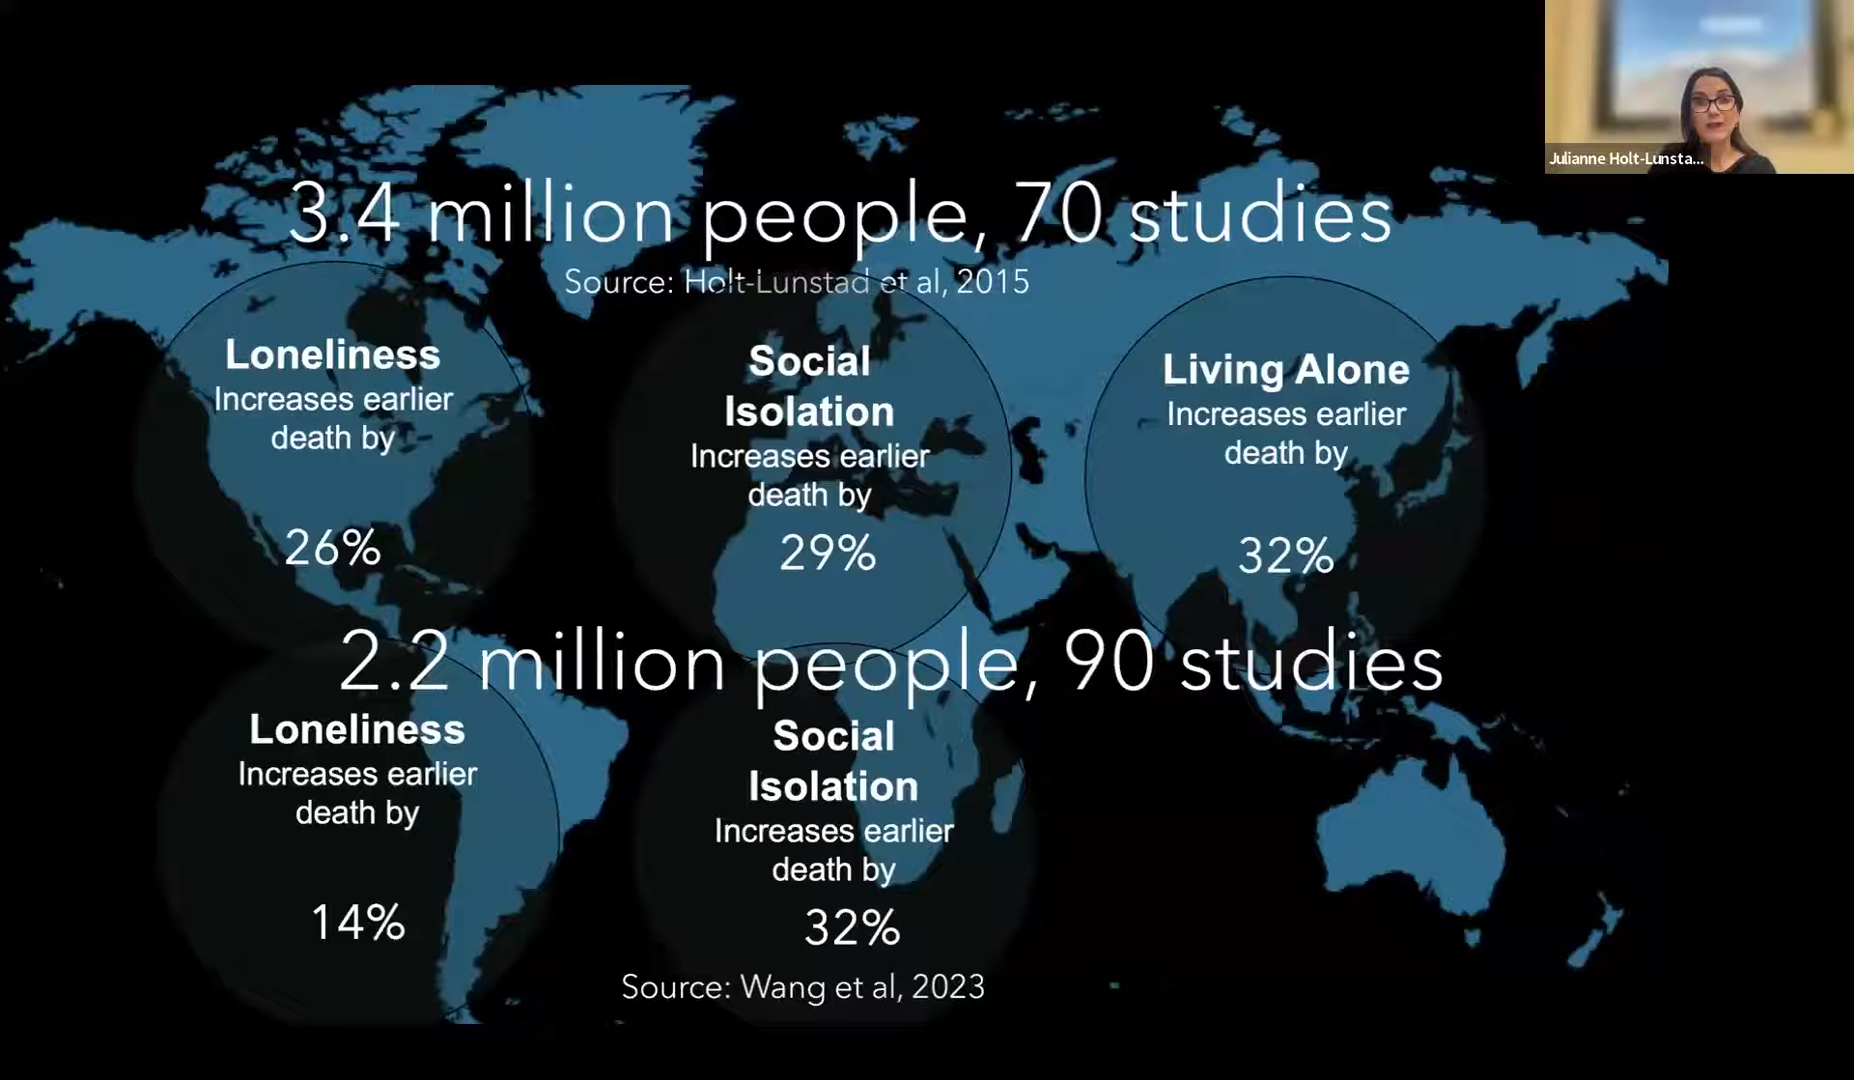 Julianne Holt-Lunsta...
3.4 million people, 70 studies
Source: Holt-Lunstad et al, 2015
Loneliness
Increases earlier
death by
26%
Social
Isolation
Increases earlier
death by
29%
Living Alone
Increases earlier
death by
32%
2.2 million people, 90 studies
Loneliness
Increases earlier
death by
14%
Social
Isolation
Increases earlier
death by
32%
Source: Wang et al, 2023